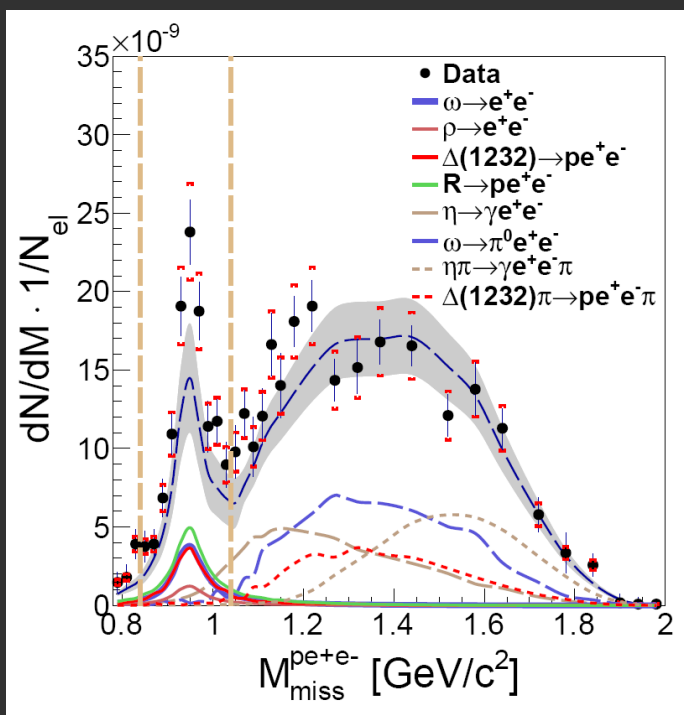 ×10⁻⁹
35
30
25
20
15
10
5
0
dN/dM · 1/N_el
Data
ω→e⁺e⁻
ρ→e⁺e⁻
Δ(1232)→pe⁺e⁻
R→pe⁺e⁻
η→γe⁺e⁻
ω→π⁰e⁺e⁻
ηπ→γe⁺e⁻π
Δ(1232)π→pe⁺e⁻π
0.8 1 1.2 1.4 1.6 1.8 2
M_miss^pe+e- [GeV/c²]